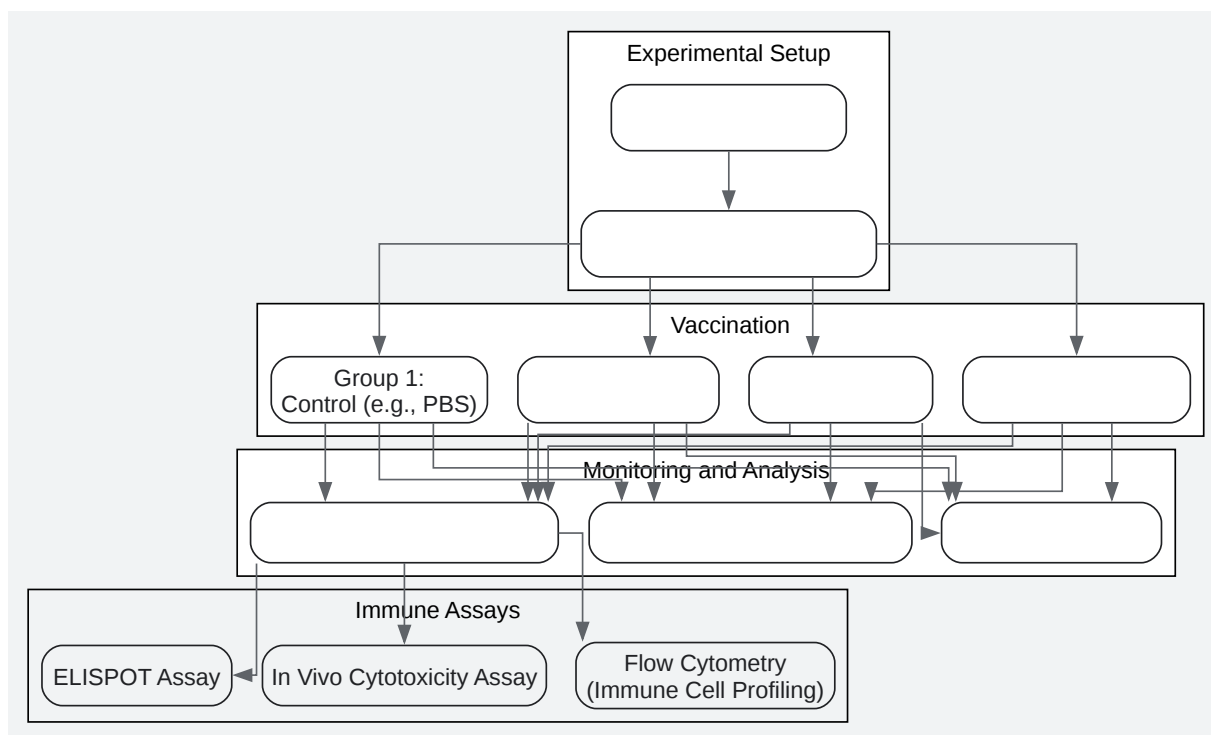 Experimental Setup
Vaccination
Group 1:
Control (e.g., PBS)
Monitoring and Analysis
Immune Assays
ELISPOT Assay
In Vivo Cytotoxicity Assay
Flow Cytometry
(Immune Cell Profiling)